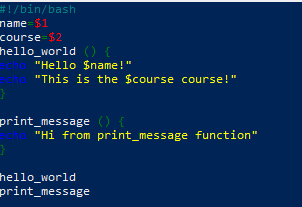 #!/bin/bash
name=$1
course=$2
hello_world () {
echo "Hello $name!"
echo "This is the $course course!"
}
print_message () {
echo "Hi from print_message function"
}
hello_world
print_message